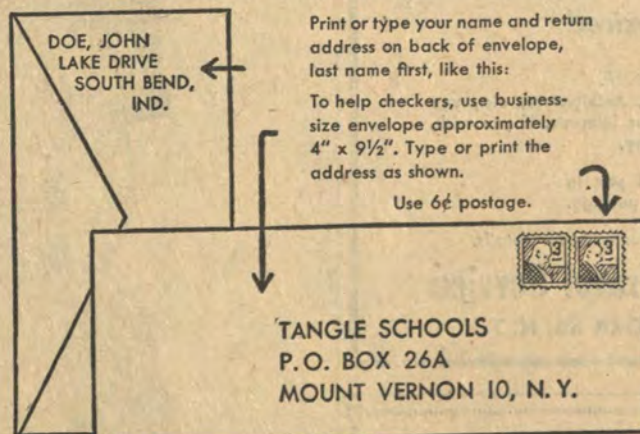 DOE, JOHN
LAKE DRIVE
SOUTH BEND,
IND.
Print or type your name and return
address on back of envelope,
last name first, like this:
To help checkers, use business-
size envelope approximately
4" x 9½". Type or print the
address as shown.
Use 6¢ postage.
3
3
TANGLE SCHOOLS
P.O. BOX 26A
MOUNT VERNON 10, N.Y.